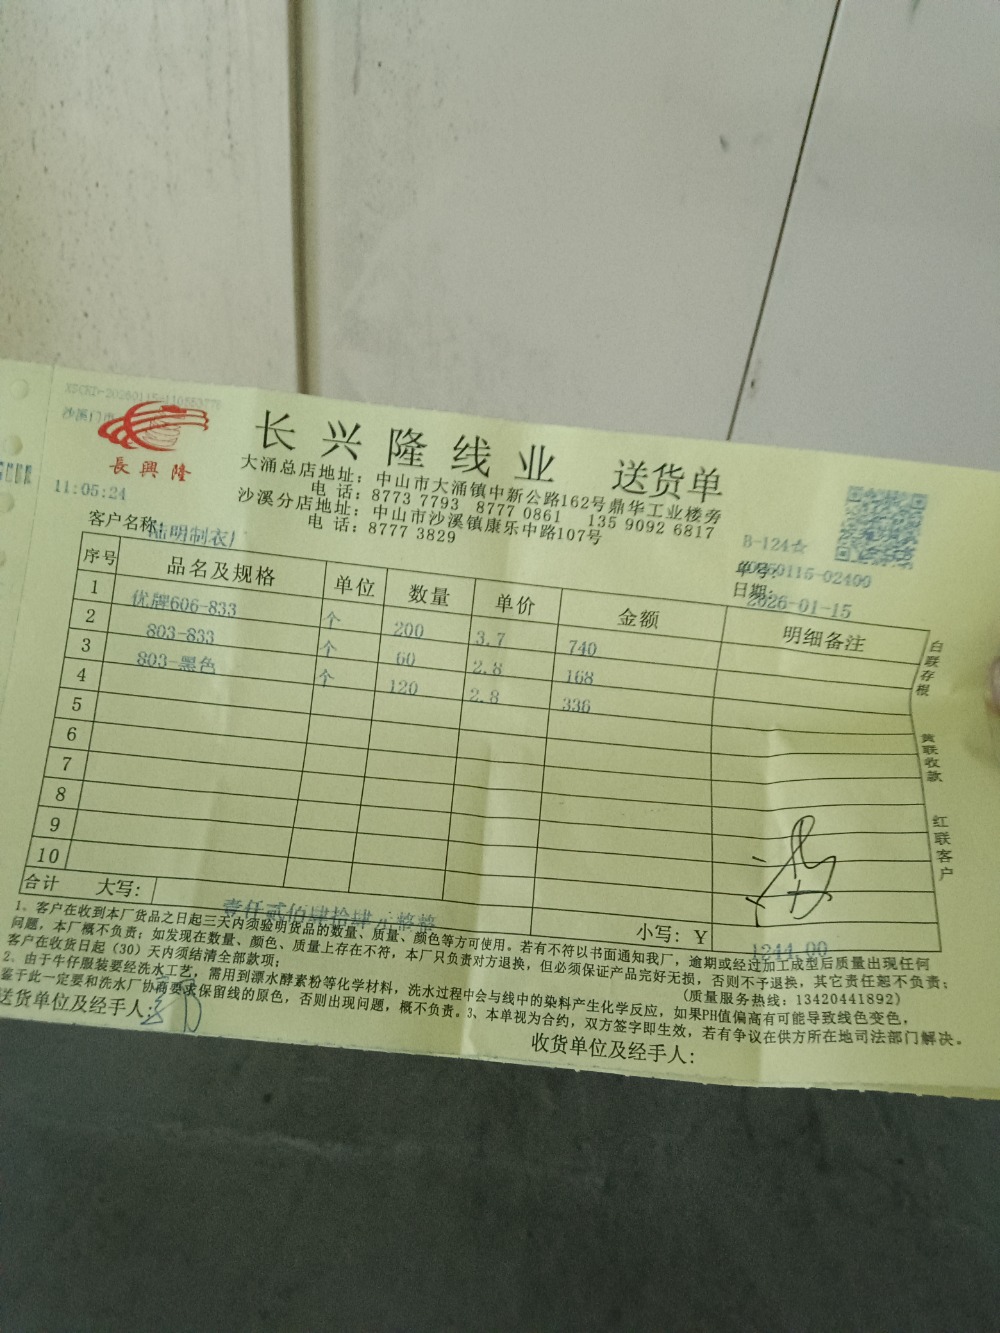 長興隆
11:05:24
长兴隆线业 送货单
大涌总店地址：中山市大涌镇中新公路162号鼎华工业楼旁
电 话：8773 7793 8777 0861 135 9092 6817
沙溪分店地址：中山市沙溪镇康乐中路107号
电 话：8777 3829
B-124
客户名称： 明制衣厂
单号：
日期：2026-01-15
序号 品名及规格 单位 数量 单价 金额 明细备注
1 优牌606-833 个 200 3.7 740
2 803-833 个 60 2.8 168
3 803-黑色 个 120 2.8 336
4
5
6
7
8
9
10
合计 大写： 壹仟贰佰肆拾肆 小写：Y 1244.00
白联存根
黄联收款
红联客户
1、客户在收到本厂货品之日起三天内须验明货品的数量、质量、颜色等方可使用。若有不符以书面通知我厂，逾期或经过加工成型后质量出现任何
问题，本厂概不负责；如发现在数量、颜色、质量上存在不符，本厂只负责对方退换，但必须保证产品完好无损，否则不予退换，其它责任恕不负责；
客户在收货日起（30）天内须结清全部款项；
（质量服务热线：13420441892）
2、由于牛仔服装要经洗水工艺，需用到漂水酵素粉等化学材料，洗水过程中会与线中的染料产生化学反应，如果PH值偏高有可能导致线色变色，
鉴于此一定要和洗水厂协商要求保留线的原色，否则出现问题，概不负责。3、本单视为合约，双方签字即生效，若有争议在供方所在地司法部门解决。
送货单位及经手人：
收货单位及经手人：